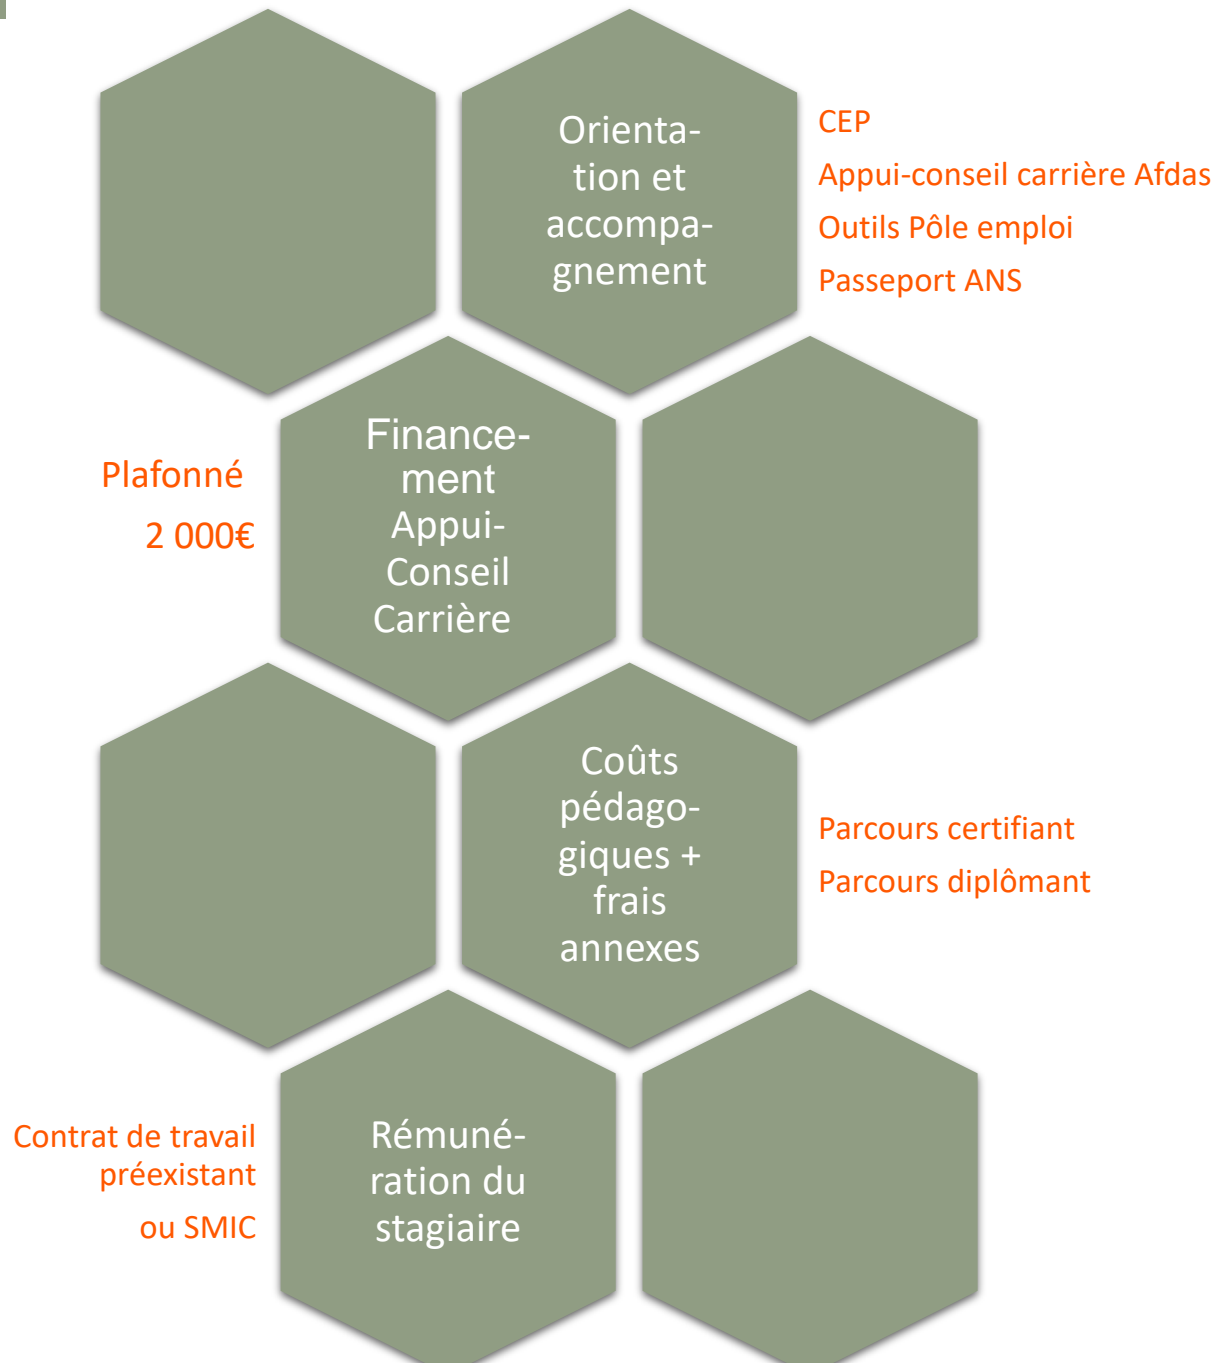 Orienta-
tion et
accompa-
gnement
CEP
Appui-conseil carrière Afdas
Outils Pôle emploi
Passeport ANS
Plafonné
2 000€
Finance-
ment
Appui-
Conseil
Carrière
Coûts
pédago-
giques +
frais
annexes
Parcours certifiant
Parcours diplômant
Contrat de travail
préexistant
ou SMIC
Rémuné-
ration du
stagiaire